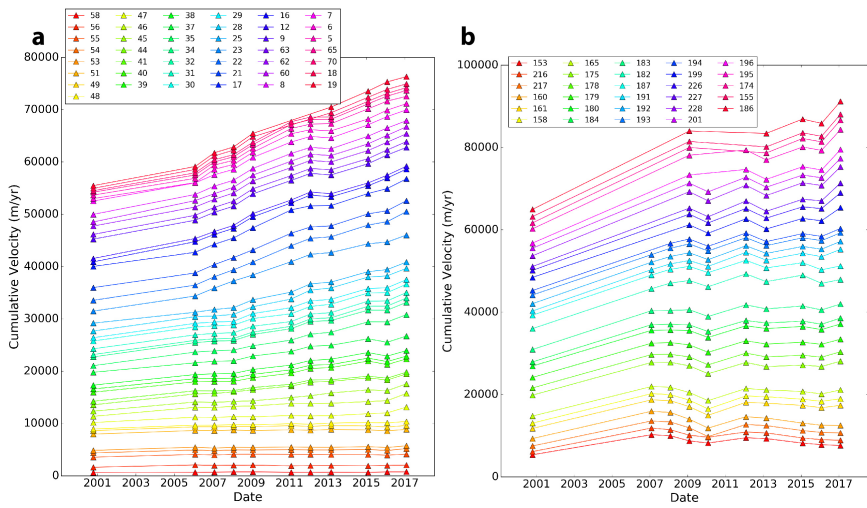 a
58 47 38 29 16 7
56 46 37 28 12 6
55 45 35 25 9 5
54 44 34 23 63 65
53 41 32 22 62 70
51 40 31 21 60 18
49 39 30 17 8 19
48
80000
70000
60000
50000
40000
30000
20000
10000
0
Cumulative Velocity (m/yr)
2001 2003 2005 2007 2009 2011 2013 2015 2017
Date
b
153 165 183 194 196
216 175 182 199 195
217 178 187 226 174
160 179 191 227 155
161 180 192 228 186
158 184 193 201
100000
80000
60000
40000
20000
0
Cumulative Velocity (m/yr)
2001 2003 2005 2007 2009 2011 2013 2015 2017
Date